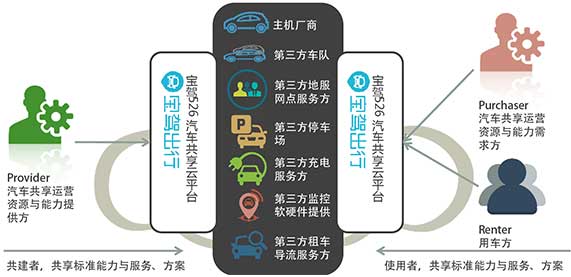 主机厂商
第三方车队
第三方地服
网点服务方
第三方停车
场
第三方充电
服务方
第三方监控
软硬件提供
第三方租车
导流服务方
P
宝驾526 汽车共享云平台
宝驾出行
宝驾526 汽车共享云平台
宝驾出行
Provider
汽车共享运营
资源与能力提
供方
Purchaser
汽车共享运营
资源与能力需
求方
Renter
用车方
共建者，共享标准能力与服务、方案
使用者，共享标准能力与服务、方案